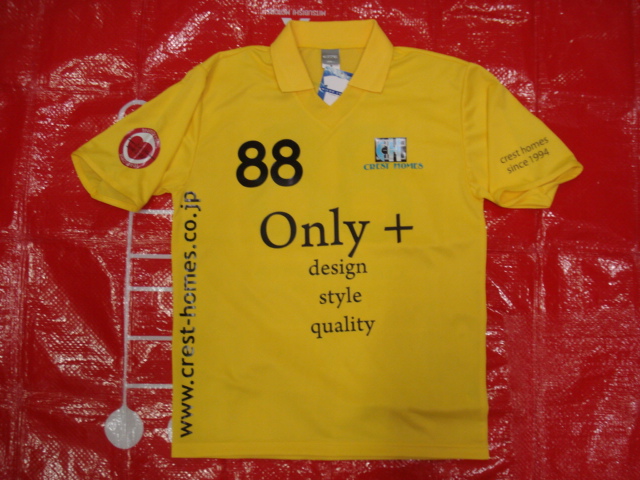 88
CREST HOMES
crest homes
since 1994
Only +
design
style
quality
www.crest-homes.co.jp